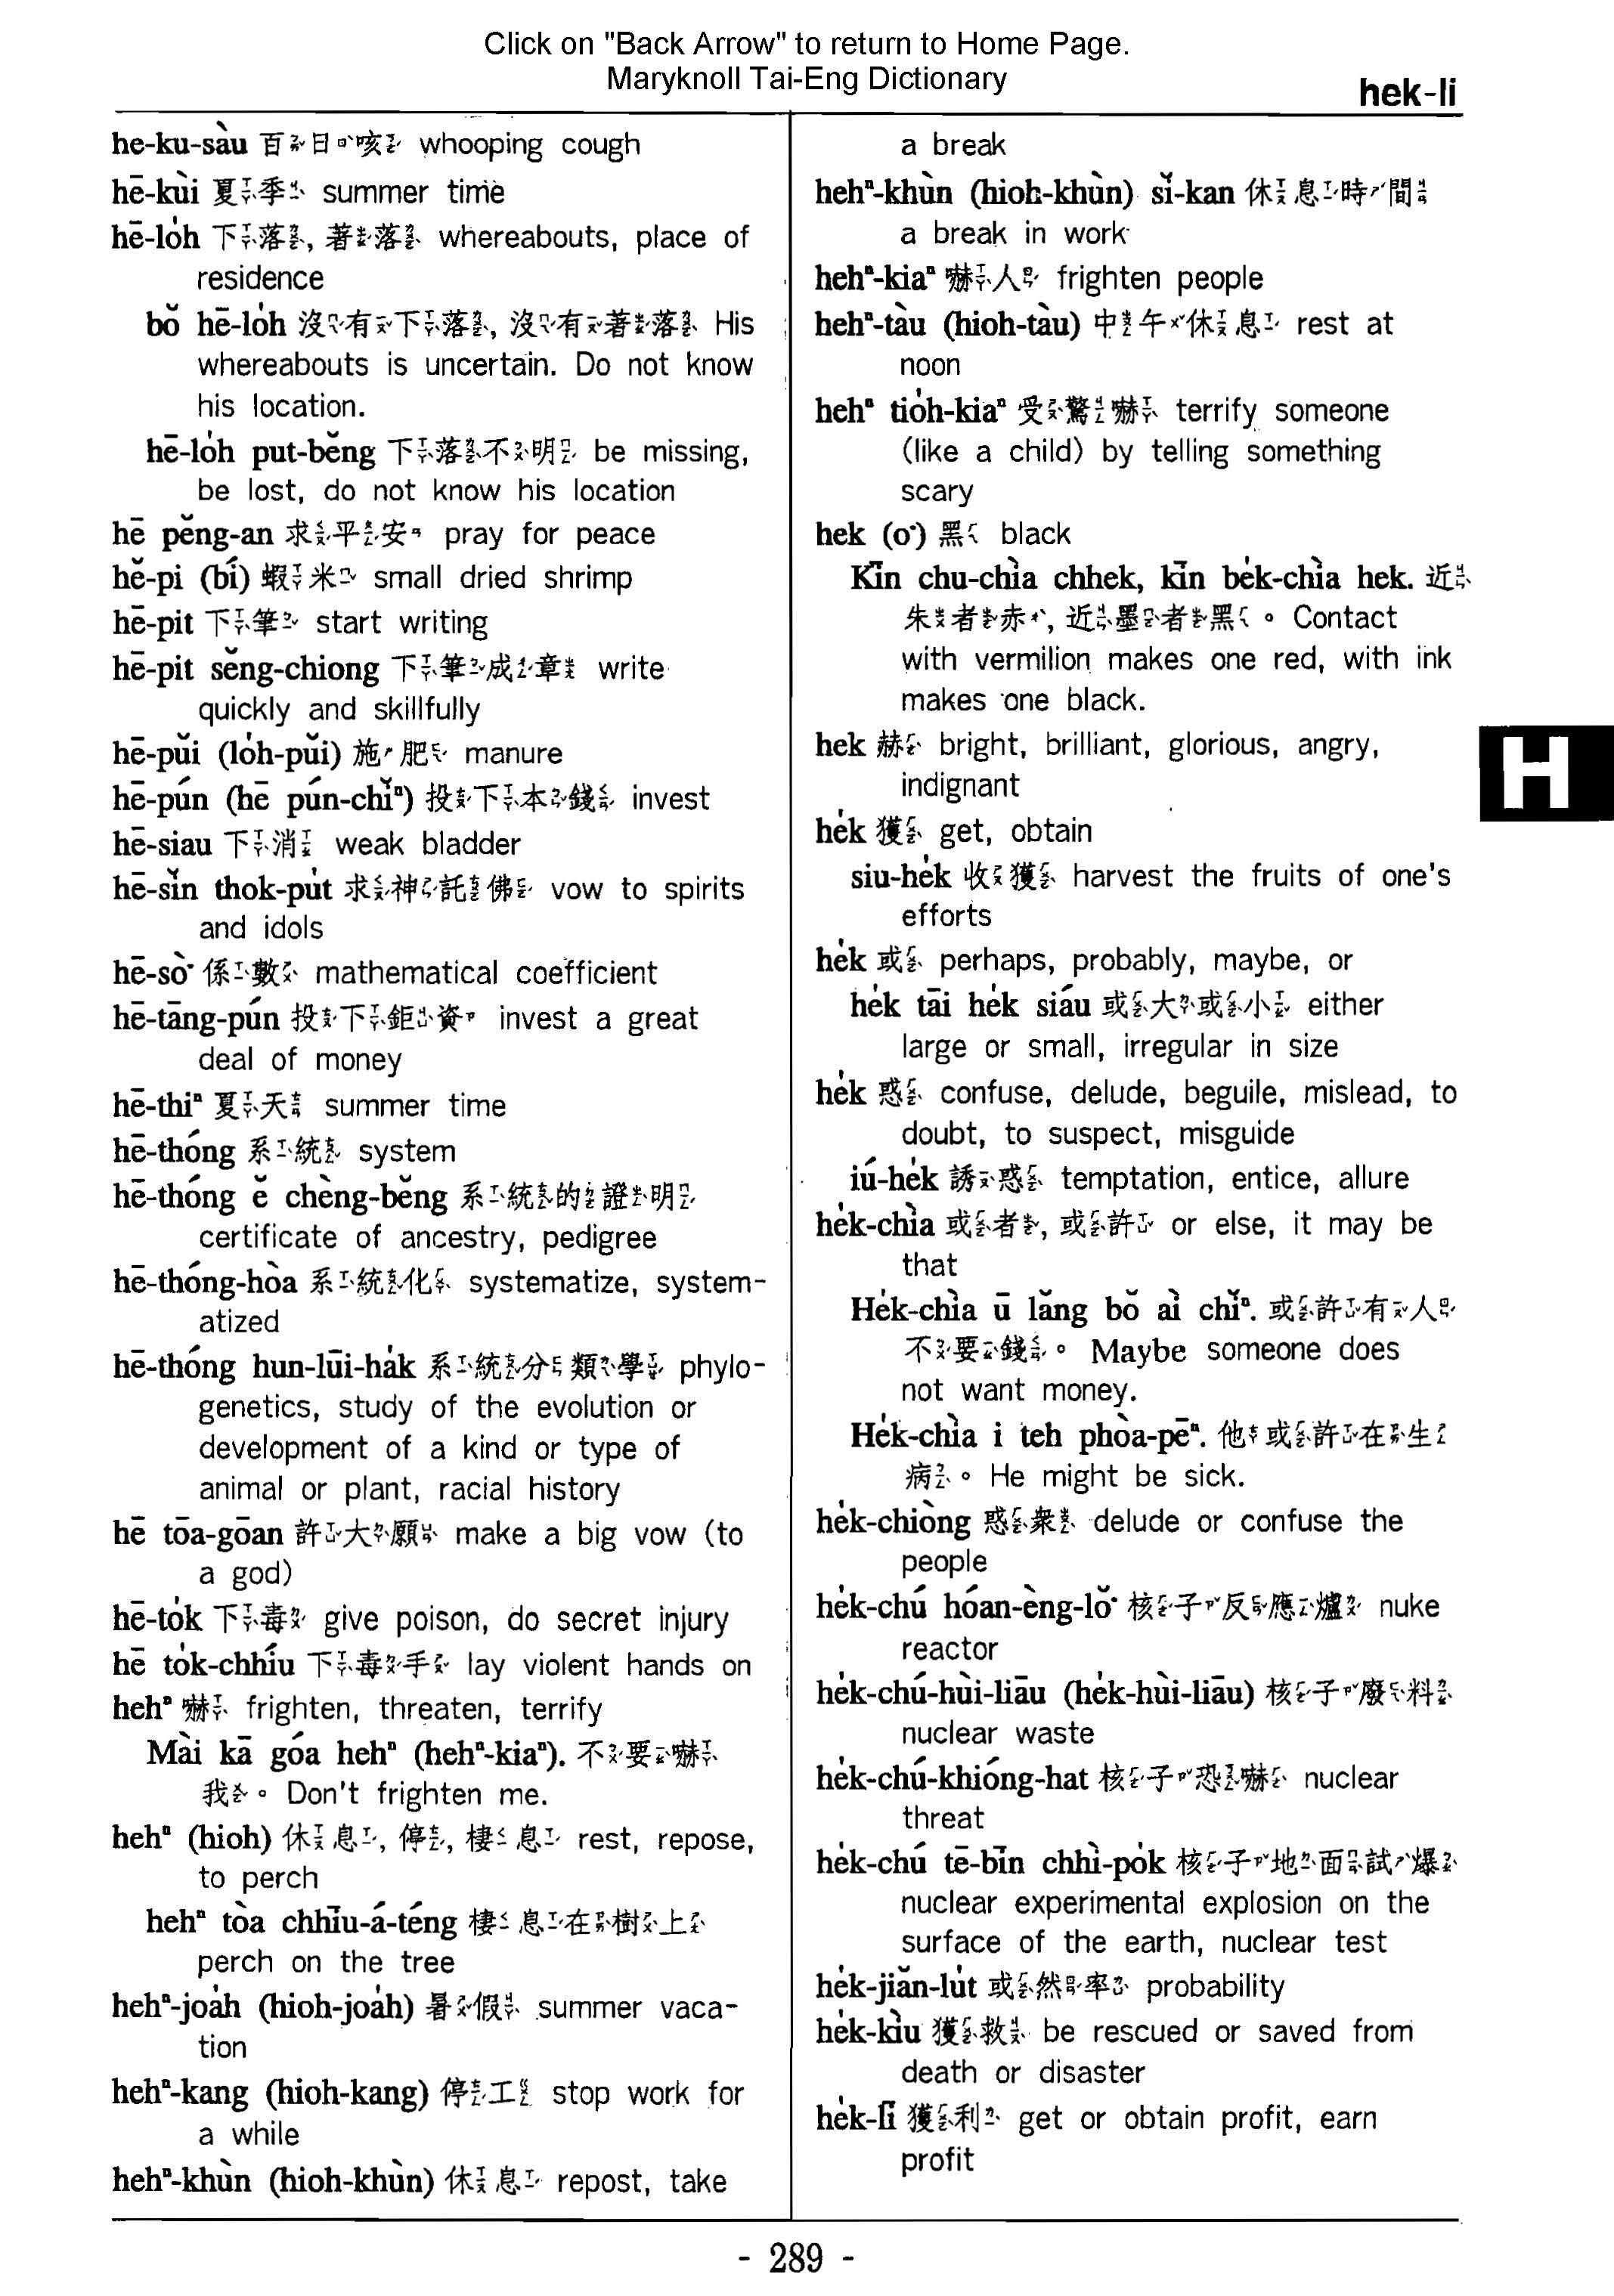 Click on "Back Arrow" to return to Home Page.
Maryknoll Tai-Eng Dictionary
hek-li
he-ku-sàu 百日咳 whooping cough
hē-kùi 夏季 summer time
hē-lo̍h 下落, 著落 whereabouts, place of
residence
bŏ hē-lo̍h 沒有下落, 沒有著落 His
whereabouts is uncertain. Do not know
his location.
hē-lo̍h put-bĕng 下落不明 be missing,
be lost, do not know his location
hē pĕng-an 求平安 pray for peace
hĕ-pi (bí) 蝦米 small dried shrimp
hē-pit 下筆 start writing
hē-pit sĕng-chiong 下筆成章 write
quickly and skillfully
hē-pŭi (lo̍h-pŭi) 施肥 manure
hē-pún (hē pún-chĭⁿ) 投下本錢 invest
hē-siau 下消 weak bladder
hē-sĭn thok-pu̍t 求神託佛 vow to spirits
and idols
hē-sò͘ 係數 mathematical coefficient
hē-tāng-pún 投下鉅資 invest a great
deal of money
hē-thiⁿ 夏天 summer time
hē-thóng 系統 system
hē-thóng ĕ chèng-bĕng 系統的證明
certificate of ancestry, pedigree
hē-thóng-hòa 系統化 systematize, system-
atized
hē-thóng hun-lūi-ha̍k 系統分類學 phylo-
genetics, study of the evolution or
development of a kind or type of
animal or plant, racial history
hē tōa-gōan 許大願 make a big vow (to
a god)
hē-to̍k 下毒 give poison, do secret injury
hē to̍k-chhíu 下毒手 lay violent hands on
hehⁿ 嚇 frighten, threaten, terrify
Mài kā góa hehⁿ (hehⁿ-kiaⁿ). 不要嚇
我。 Don't frighten me.
hehⁿ (hioh) 休息, 停, 棲息 rest, repose,
to perch
hehⁿ tòa chhīu-á-téng 棲息在樹上
perch on the tree
hehⁿ-joa̍h (hioh-joa̍h) 暑假 summer vaca-
tion
hehⁿ-kang (hioh-kang) 停工 stop work for
a while
hehⁿ-khùn (hioh-khùn) 休息 repost, take
a break
hehⁿ-khùn (hioh-khùn) sĭ-kan 休息時間
a break in work
hehⁿ-kiaⁿ 嚇人 frighten people
hehⁿ-tàu (hioh-tàu) 中午休息 rest at
noon
hehⁿ tio̍h-kiaⁿ 受驚嚇 terrify someone
(like a child) by telling something
scary
hek (o͘) 黑 black
Kīn chu-chìa chhek, kīn be̍k-chìa hek. 近
朱者赤, 近墨者黑。 Contact
with vermilion makes one red, with ink
makes one black.
hek 赫 bright, brilliant, glorious, angry,
indignant
he̍k 獲 get, obtain
siu-he̍k 收獲 harvest the fruits of one's
efforts
he̍k 或 perhaps, probably, maybe, or
he̍k tāi he̍k siáu 或大或小 either
large or small, irregular in size
he̍k 惑 confuse, delude, beguile, mislead, to
doubt, to suspect, misguide
iú-he̍k 誘惑 temptation, entice, allure
he̍k-chìa 或者, 或許 or else, it may be
that
He̍k-chìa ū lăng bŏ aì chĭⁿ. 或許有人
不要錢。 Maybe someone does
not want money.
He̍k-chìa i teh phòa-pēⁿ. 他或許在生
病。 He might be sick.
he̍k-chiòng 惑衆 delude or confuse the
people
he̍k-chú hóan-èng-lŏ͘ 核子反應爐 nuke
reactor
he̍k-chú-hùi-liāu (he̍k-hùi-liāu) 核子廢料
nuclear waste
he̍k-chú-khióng-hat 核子恐嚇 nuclear
threat
he̍k-chú tē-bīn chhì-po̍k 核子地面試爆
nuclear experimental explosion on the
surface of the earth, nuclear test
he̍k-jiăn-lu̍t 或然率 probability
he̍k-kìu 獲救 be rescued or saved from
death or disaster
he̍k-lī 獲利 get or obtain profit, earn
profit
H
- 289 -